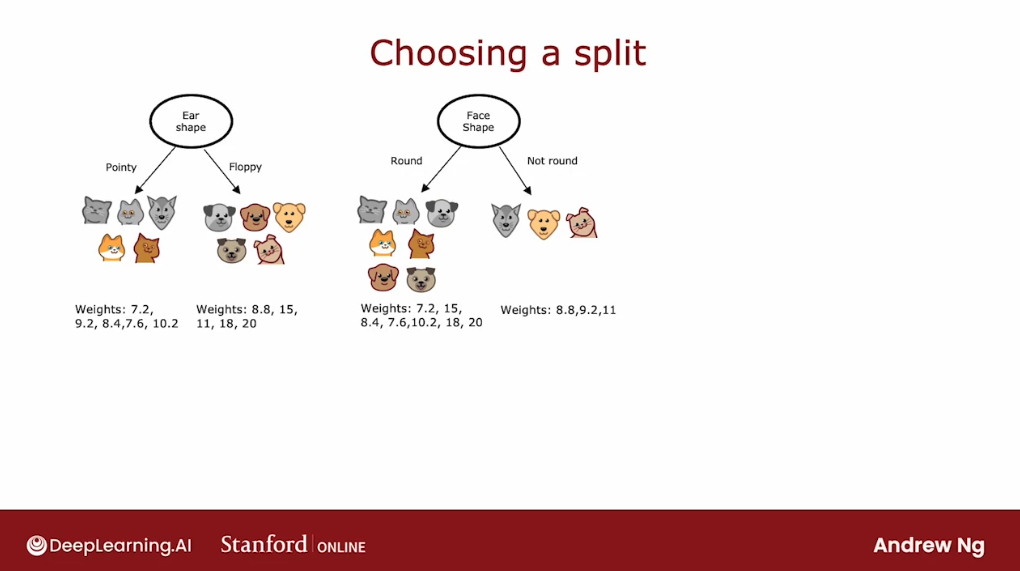 Choosing a split
Ear
shape
Pointy
Floppy
Weights: 7.2,
9.2, 8.4,7.6, 10.2
Weights: 8.8, 15,
11, 18, 20
Face
Shape
Round
Not round
Weights: 7.2, 15,
8.4, 7.6,10.2, 18, 20
Weights: 8.8,9.2,11
DeepLearning.AI
Stanford ONLINE
Andrew Ng